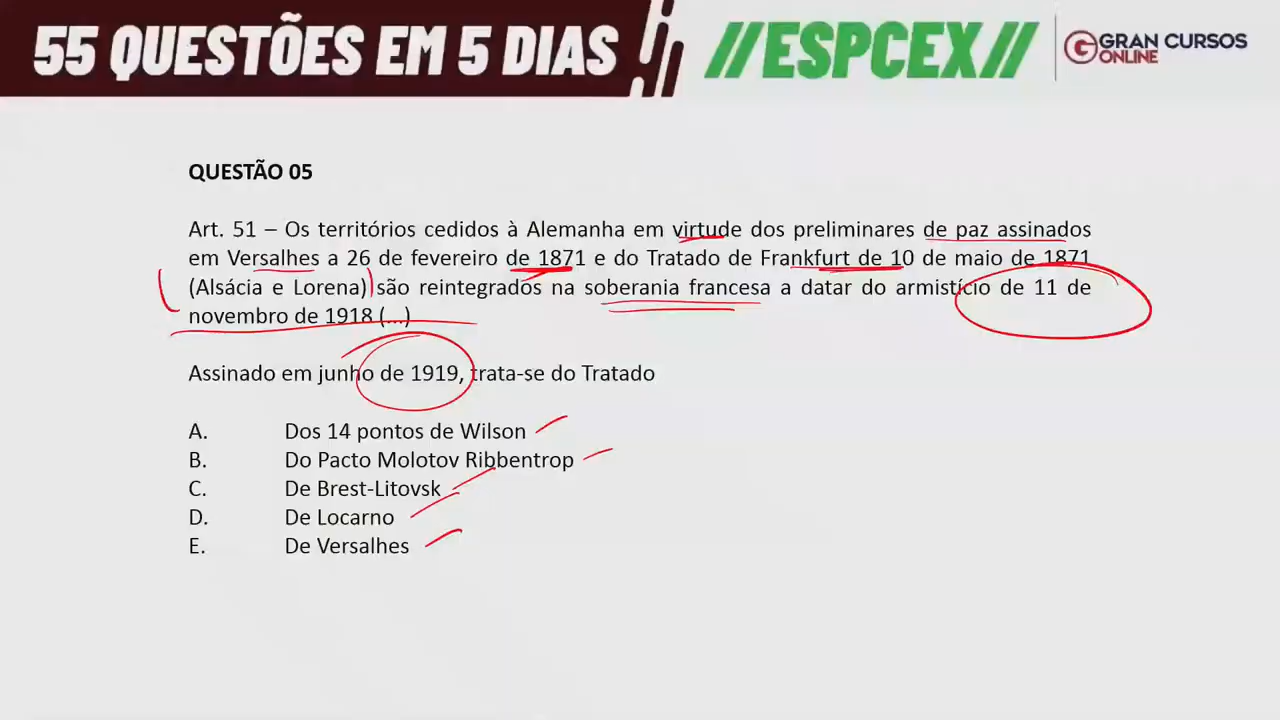 55 QUESTÕES EM 5 DIAS
//ESPCEX//
GRAN CURSOS
ONLINE
QUESTÃO 05
Art. 51 – Os territórios cedidos à Alemanha em virtude dos preliminares de paz assinados
em Versalhes a 26 de fevereiro de 1871 e do Tratado de Frankfurt de 10 de maio de 1871
(Alsácia e Lorena) são reintegrados na soberania francesa a datar do armistício de 11 de
novembro de 1918 (...)
Assinado em junho de 1919, trata-se do Tratado
A. Dos 14 pontos de Wilson
B. Do Pacto Molotov Ribbentrop
C. De Brest-Litovsk
D. De Locarno
E. De Versalhes